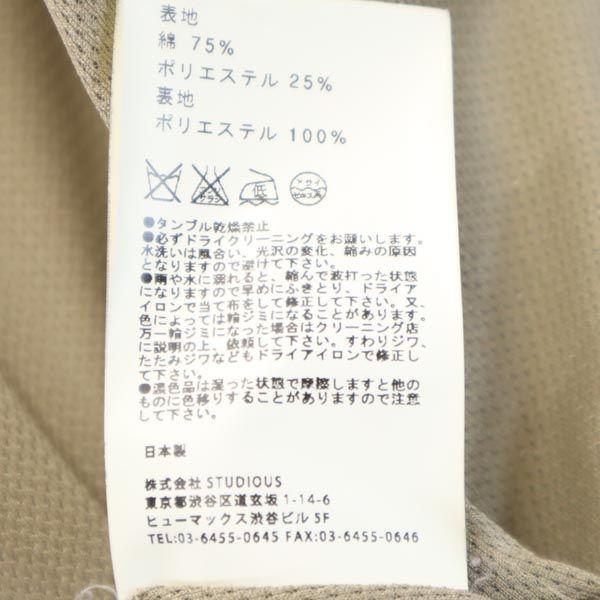 表地
綿 75%
ポリエステル 25%
裏地
ポリエステル 100%
エンソ
サラシ
低
ドライ
セキユ系
●タンブル乾燥禁止
●必ずドライクリーニングをお願いします。
水洗いは風合い、光沢の変化、縮みの原因
となりますので避けて下さい。
●雨や水に濡れると、縮んで波打った状態
になりますので早めにふきとり、ドライア
イロンで当て布をして修正して下さい。又、
色によっては輪ジミになることがあります。
万一輪ジミになった場合はクリーニング店
に説明の上、依頼して下さい。すわりジワ、
たたみジワなどもドライアイロンで修正し
て下さい。
●濃色品は湿った状態で摩擦しますと他の
ものに色移りすることがありますので注意
して下さい。
日本製
株式会社 STUDIOUS
東京都渋谷区道玄坂 1-14-6
ヒューマックス渋谷ビル 5F
TEL:03-6455-0645 FAX:03-6455-0646